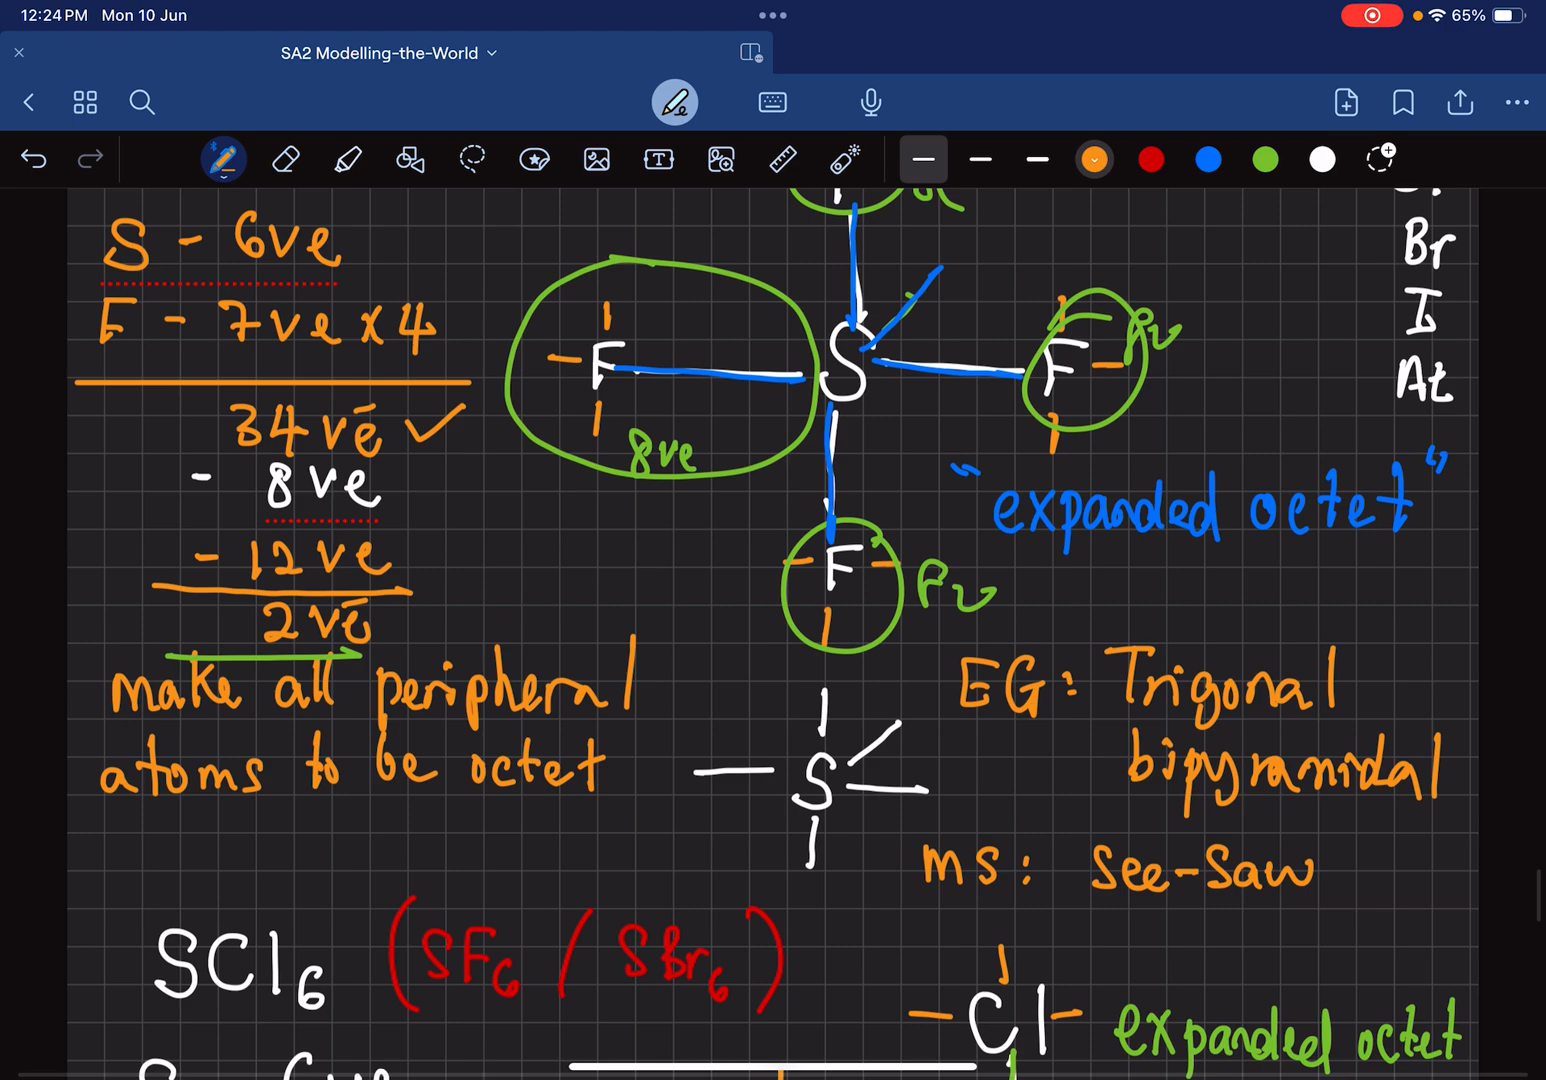 12:24 PM Mon 10 Jun
65%
SA2 Modelling-the-World
S - 6ve
F - 7ve x 4
34 vē ✓
- 8 ve
- 12 ve
2 vē
make all peripheral
atoms to be octet
F
8ve
S
F
F
Br
I
At
"expanded octet"
S
EG: Trigonal
bipyramidal
ms: See-Saw
SCl6 (SF6 / SBr6)
Cl
expanded octet